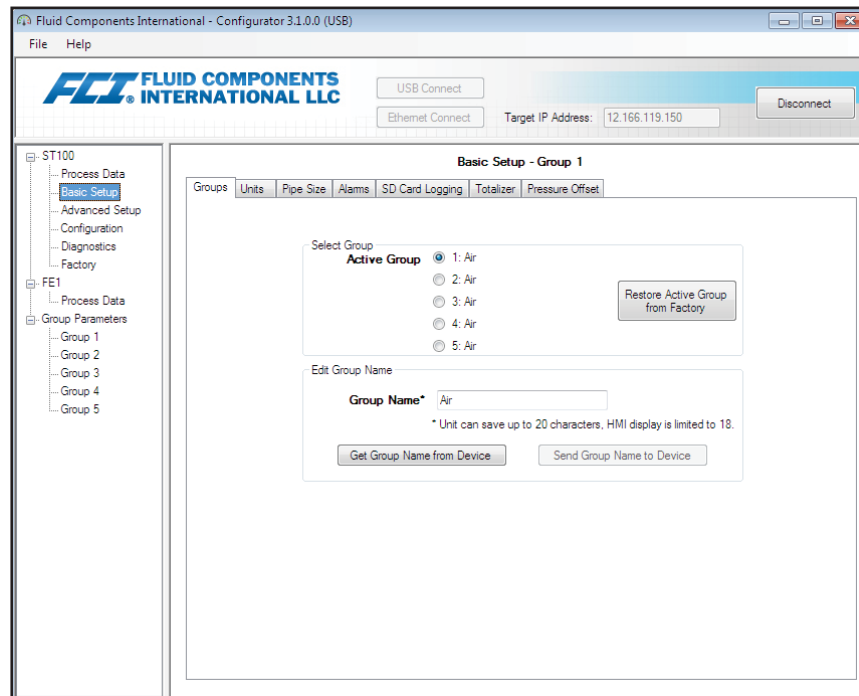 Fluid Components International - Configurator 3.1.0.0 (USB)
File Help
FCI FLUID COMPONENTS
® INTERNATIONAL LLC
USB Connect
Ethernet Connect
Target IP Address: 12.166.119.150
Disconnect
ST100
Process Data
Basic Setup
Advanced Setup
Configuration
Diagnostics
Factory
FE1
Process Data
Group Parameters
Group 1
Group 2
Group 3
Group 4
Group 5
Basic Setup - Group 1
Groups Units Pipe Size Alarms SD Card Logging Totalizer Pressure Offset
Select Group
Active Group 1: Air
2: Air
3: Air
4: Air
5: Air
Restore Active Group
from Factory
Edit Group Name
Group Name* Air
* Unit can save up to 20 characters, HMI display is limited to 18.
Get Group Name from Device Send Group Name to Device